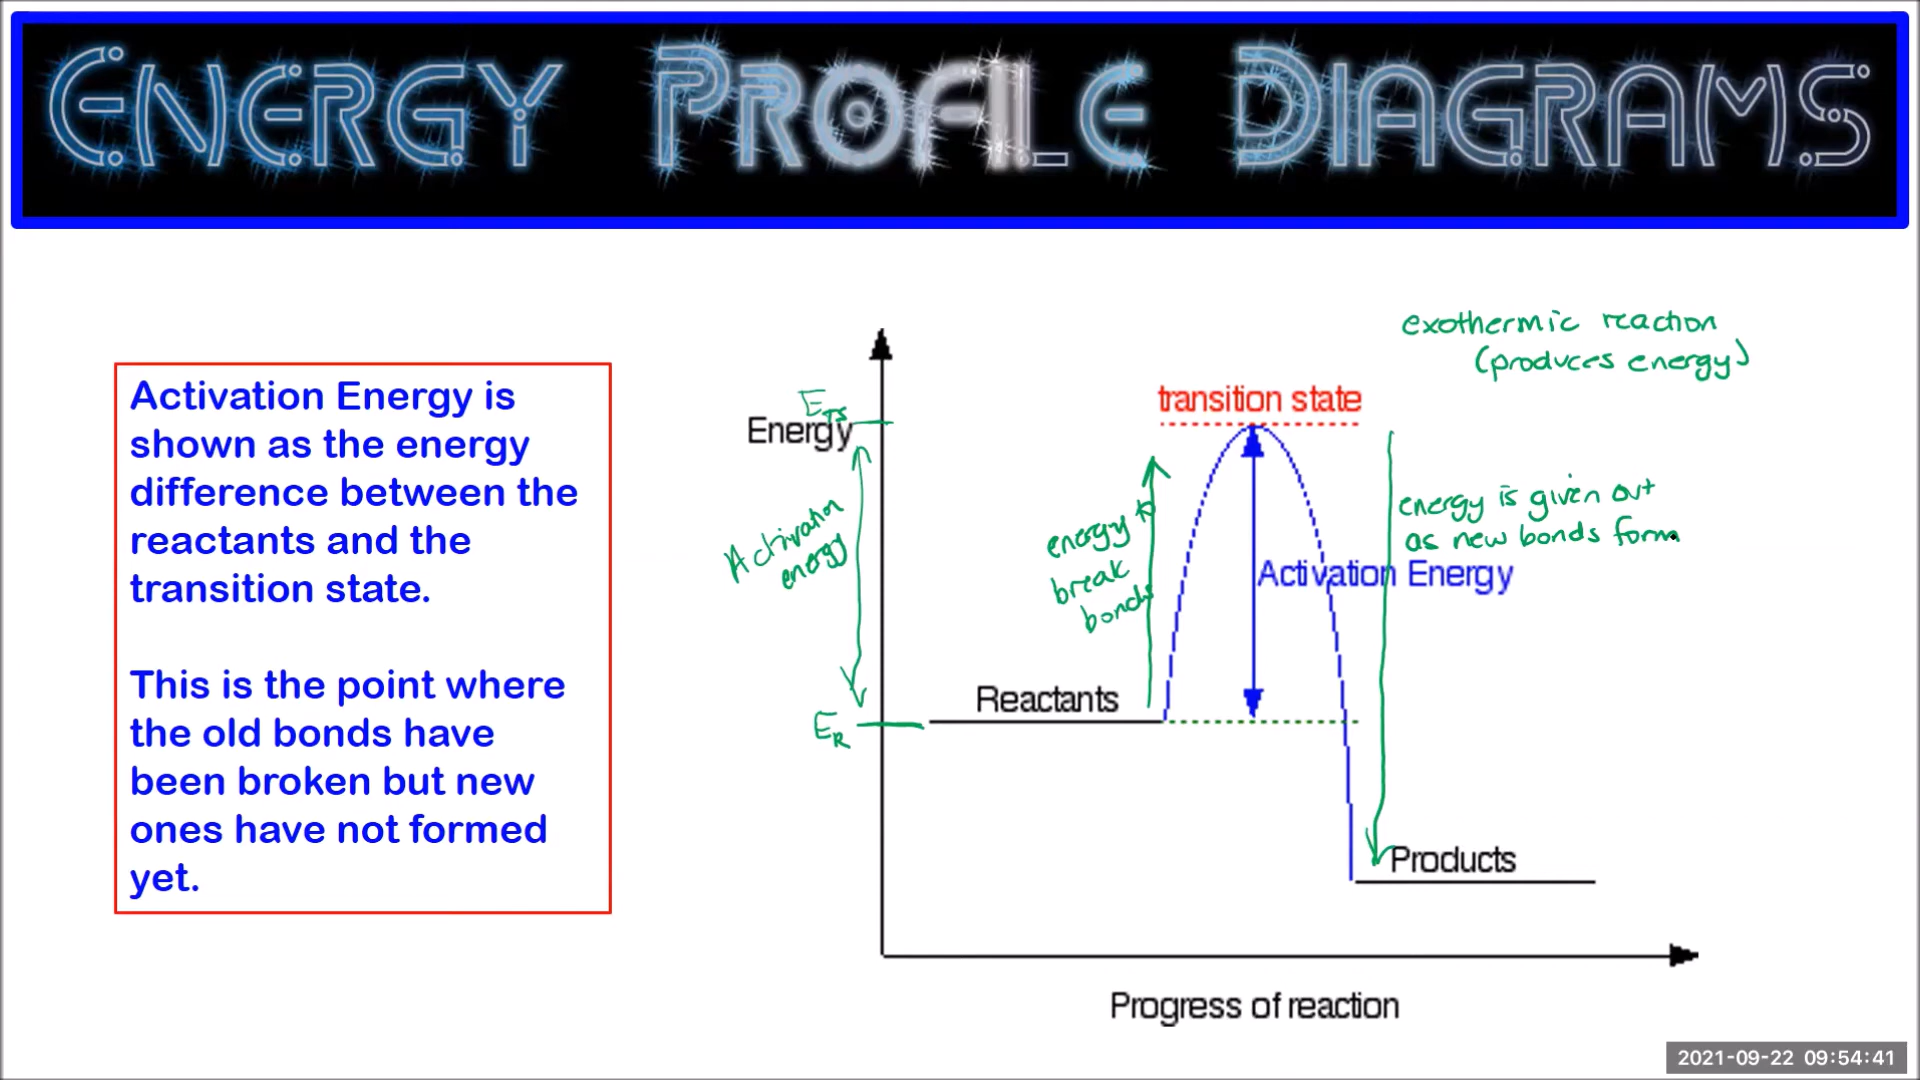 ENERGY PROFILE DIAGRAMS
Activation Energy is
shown as the energy
difference between the
reactants and the
transition state.
This is the point where
the old bonds have
been broken but new
ones have not formed
yet.
exothermic reaction
(produces energy)
transition state
E_TS
Energy
Activation
energy
energy to
break
bonds
energy is given out
as new bonds form
Activation Energy
Reactants
E_R
Products
Progress of reaction
2021-09-22 09:54:41